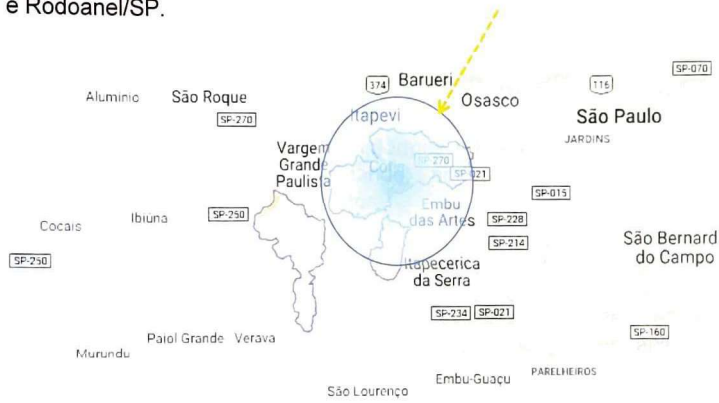 e Rodoanel/SP.
SP-070
374
Barueri
116
Aluminio
São Roque
Osasco
SP-270
Itapevi
São Paulo
JARDINS
Vargem
Grande
Paulista
SP-270
SP-021
SP-015
Embu
das Artes
Cocais
Ibiúna
SP-250
SP-228
SP-214
São Bernard
do Campo
SP-250
Itapecerica
da Serra
SP-234
SP-021
SP-160
Paiol Grande
Verava
Murundu
PARELHEIROS
Embu-Guaçu
São Lourenço